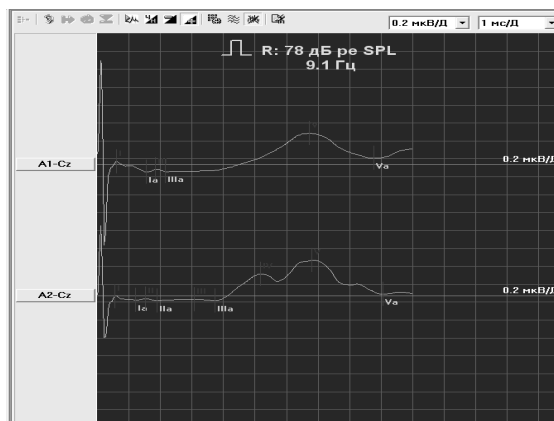 0.2 мкВ/Д 1 мс/Д
R: 78 дБ ре SPL
9.1 Гц
A1-Cz
Ia IIIa Va
0.2 мкВ/Д
A2-Cz
IIa IIIa Va
0.2 мкВ/Д